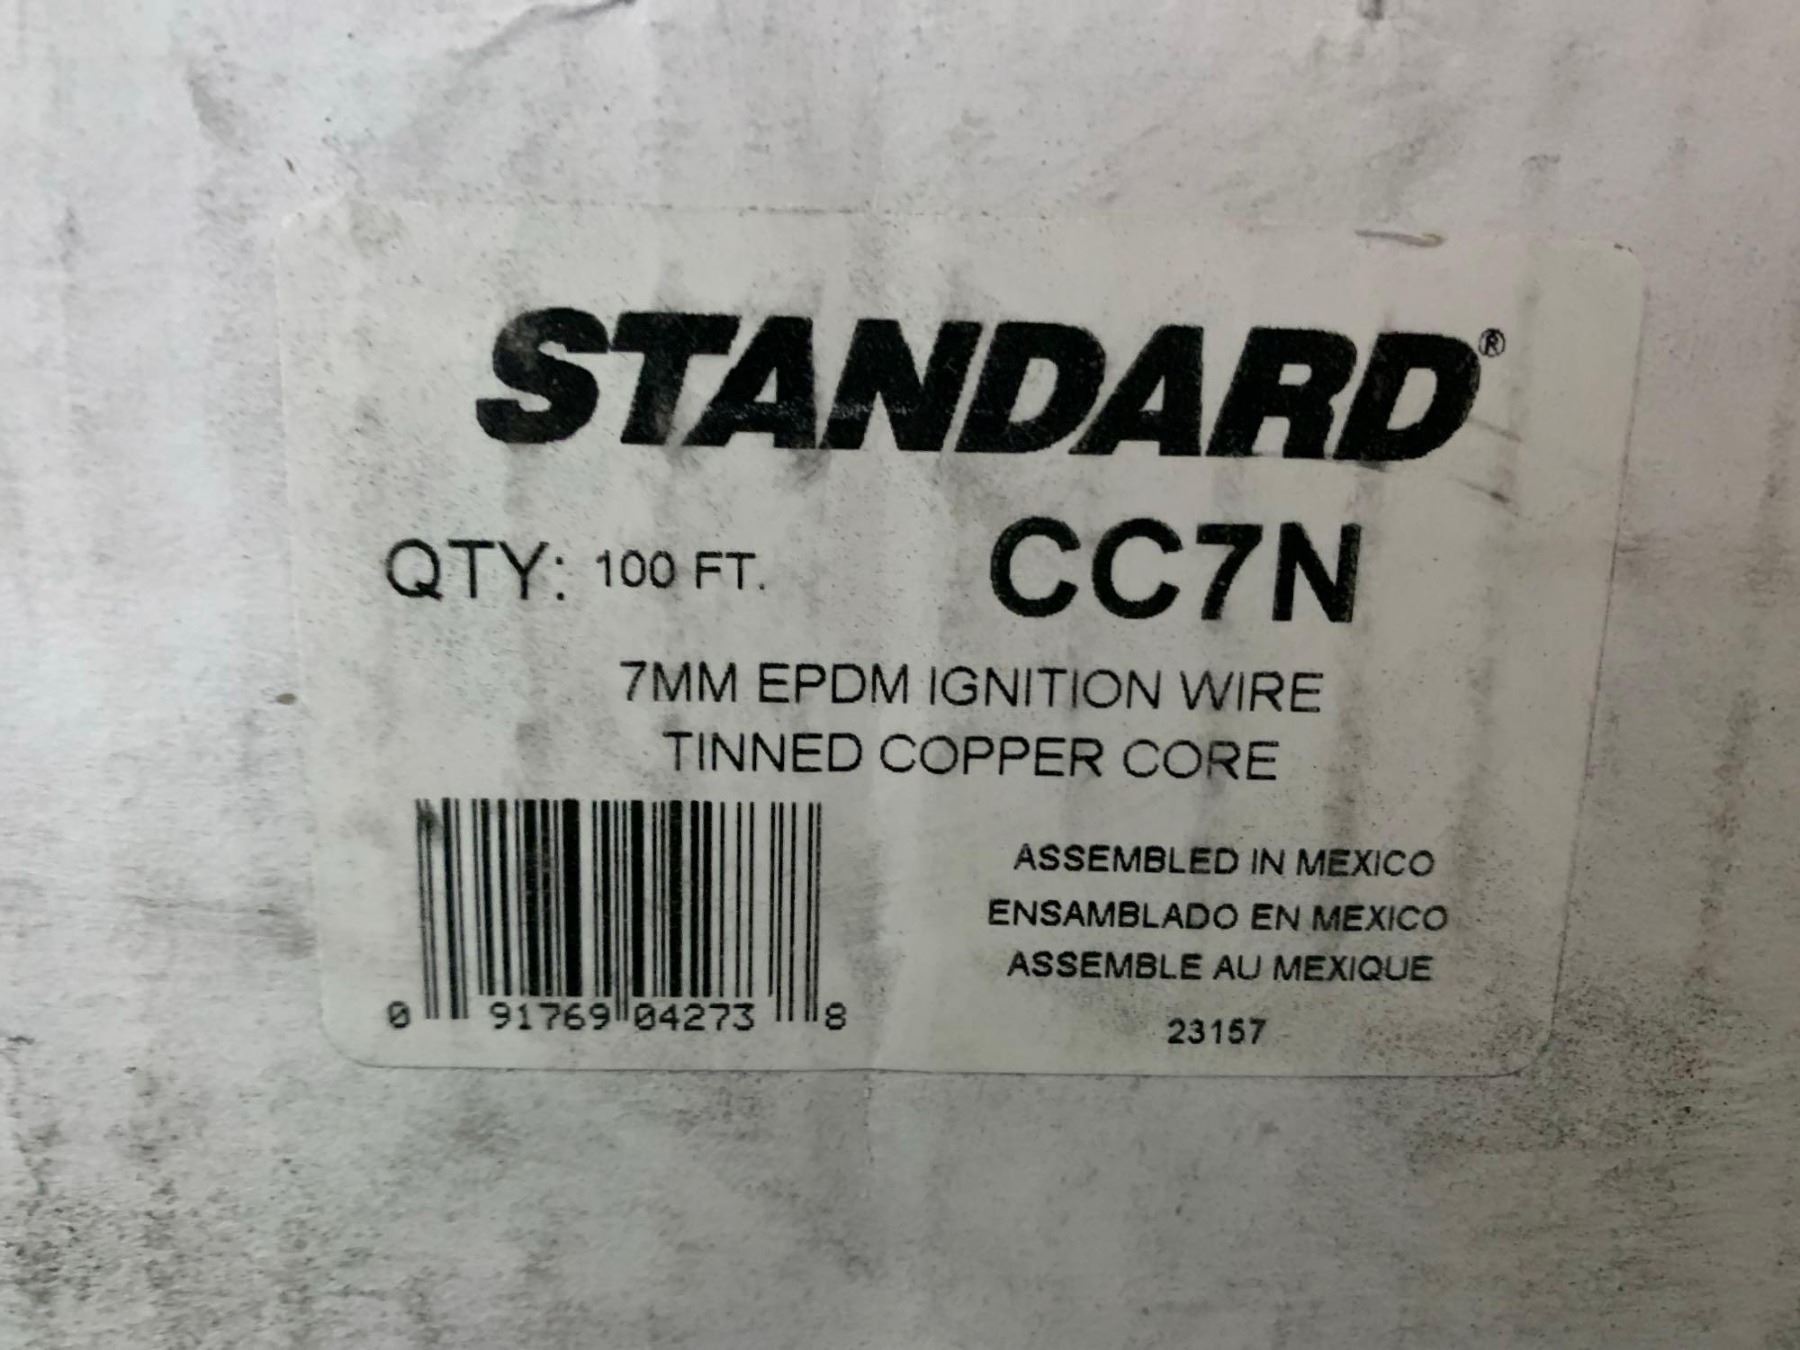 STANDARD®
QTY: 100 FT. CC7N
7MM EPDM IGNITION WIRE
TINNED COPPER CORE
ASSEMBLED IN MEXICO
ENSAMBLADO EN MEXICO
ASSEMBLE AU MEXIQUE
0 91769 04273 8
23157